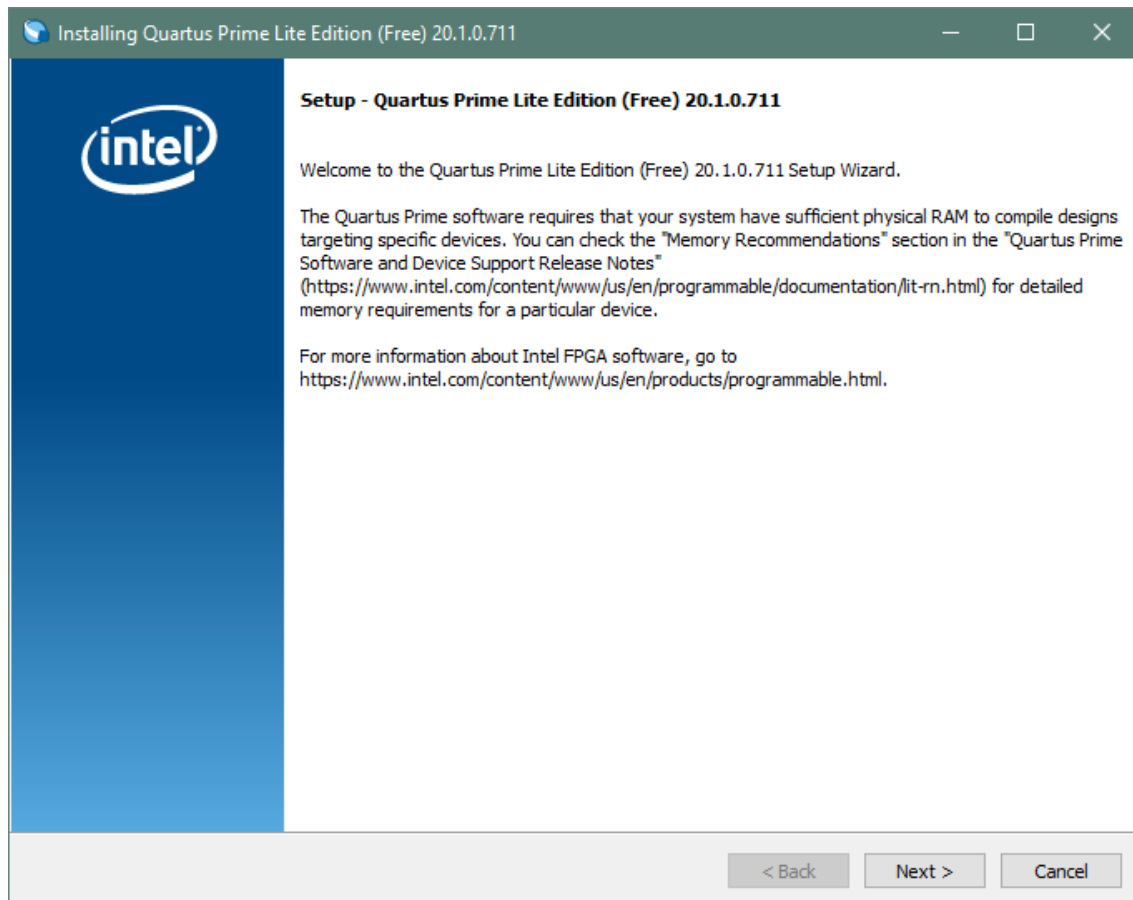 Installing Quartus Prime Lite Edition (Free) 20.1.0.711
intel
Setup - Quartus Prime Lite Edition (Free) 20.1.0.711
Welcome to the Quartus Prime Lite Edition (Free) 20.1.0.711 Setup Wizard.
The Quartus Prime software requires that your system have sufficient physical RAM to compile designs
targeting specific devices. You can check the "Memory Recommendations" section in the "Quartus Prime
Software and Device Support Release Notes"
(https://www.intel.com/content/www/us/en/programmable/documentation/lit-rn.html) for detailed
memory requirements for a particular device.
For more information about Intel FPGA software, go to
https://www.intel.com/content/www/us/en/products/programmable.html.
< Back Next > Cancel